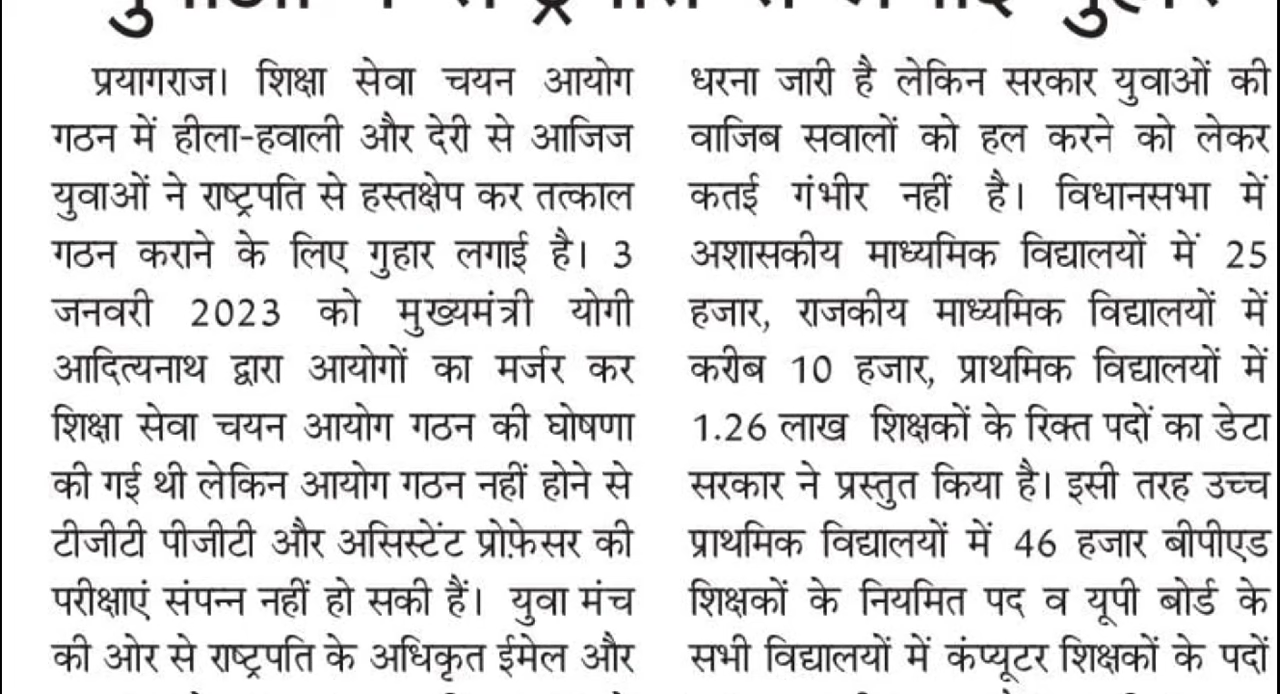 प्रयागराज। शिक्षा सेवा चयन आयोग
गठन में हीला-हवाली और देरी से आजिज
युवाओं ने राष्ट्रपति से हस्तक्षेप कर तत्काल
गठन कराने के लिए गुहार लगाई है। 3
जनवरी 2023 को मुख्यमंत्री योगी
आदित्यनाथ द्वारा आयोगों का मर्जर कर
शिक्षा सेवा चयन आयोग गठन की घोषणा
की गई थी लेकिन आयोग गठन नहीं होने से
टीजीटी पीजीटी और असिस्टेंट प्रोफ़ेसर की
परीक्षाएं संपन्न नहीं हो सकी हैं। युवा मंच
की ओर से राष्ट्रपति के अधिकृत ईमेल और
धरना जारी है लेकिन सरकार युवाओं की
वाजिब सवालों को हल करने को लेकर
कतई गंभीर नहीं है। विधानसभा में
अशासकीय माध्यमिक विद्यालयों में 25
हजार, राजकीय माध्यमिक विद्यालयों में
करीब 10 हजार, प्राथमिक विद्यालयों में
1.26 लाख शिक्षकों के रिक्त पदों का डेटा
सरकार ने प्रस्तुत किया है। इसी तरह उच्च
प्राथमिक विद्यालयों में 46 हजार बीपीएड
शिक्षकों के नियमित पद व यूपी बोर्ड के
सभी विद्यालयों में कंप्यूटर शिक्षकों के पदों